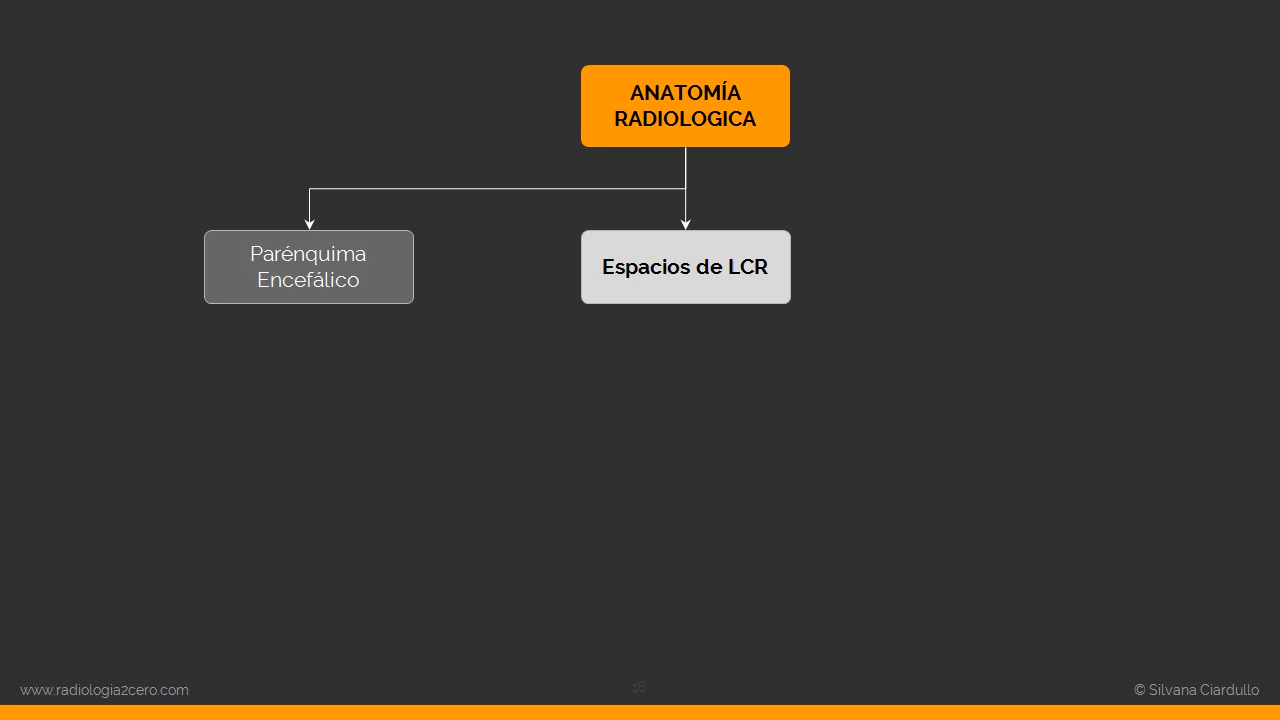 ANATOMÍA
RADIOLOGICA
Parénquima
Encefálico
Espacios de LCR
www.radiologia2cero.com
16
© Silvana Ciardullo